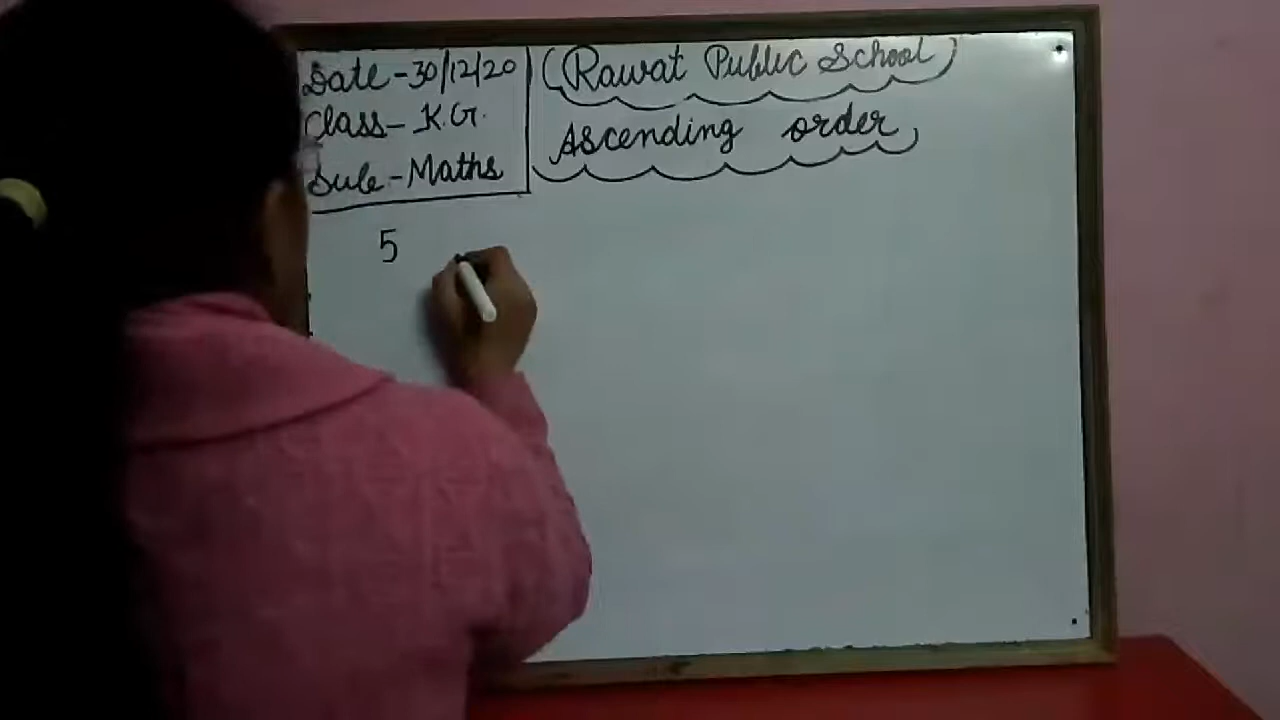 Date-30/12/20
Class-K.G.
Sub-Maths
(Rawat Public School)
Ascending order,
5